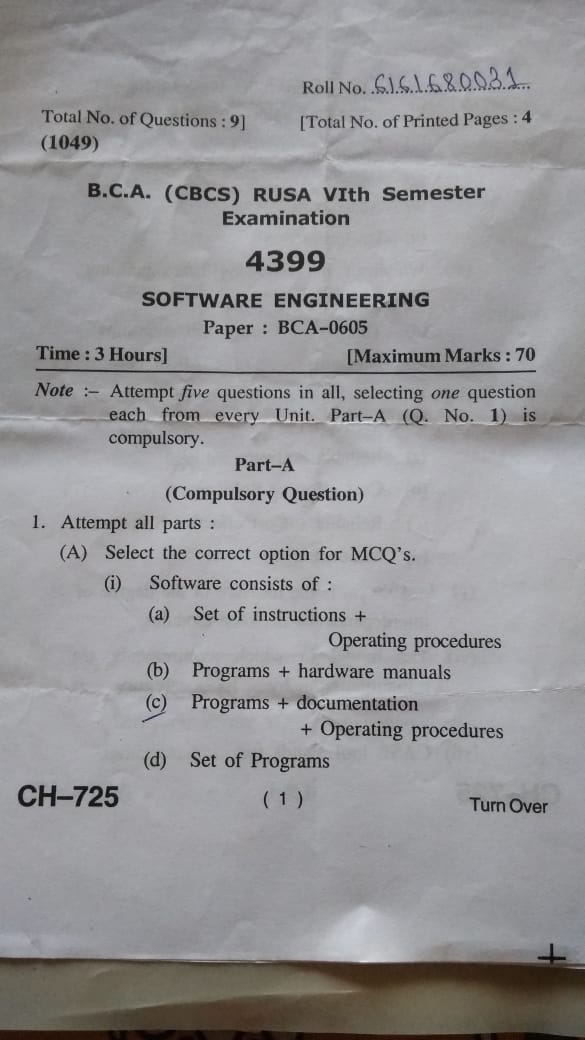 Roll No. 6161680031
Total No. of Questions : 9]
[Total No. of Printed Pages : 4
(1049)
B.C.A. (CBCS) RUSA VIth Semester
Examination
4399
SOFTWARE ENGINEERING
Paper : BCA-0605
Time : 3 Hours]
[Maximum Marks : 70
Note :– Attempt five questions in all, selecting one question
each from every Unit. Part–A (Q. No. 1) is
compulsory.
Part–A
(Compulsory Question)
1. Attempt all parts :
(A) Select the correct option for MCQ's.
(i) Software consists of :
(a) Set of instructions +
Operating procedures
(b) Programs + hardware manuals
(c) Programs + documentation
+ Operating procedures
(d) Set of Programs
CH–725
( 1 )
Turn Over